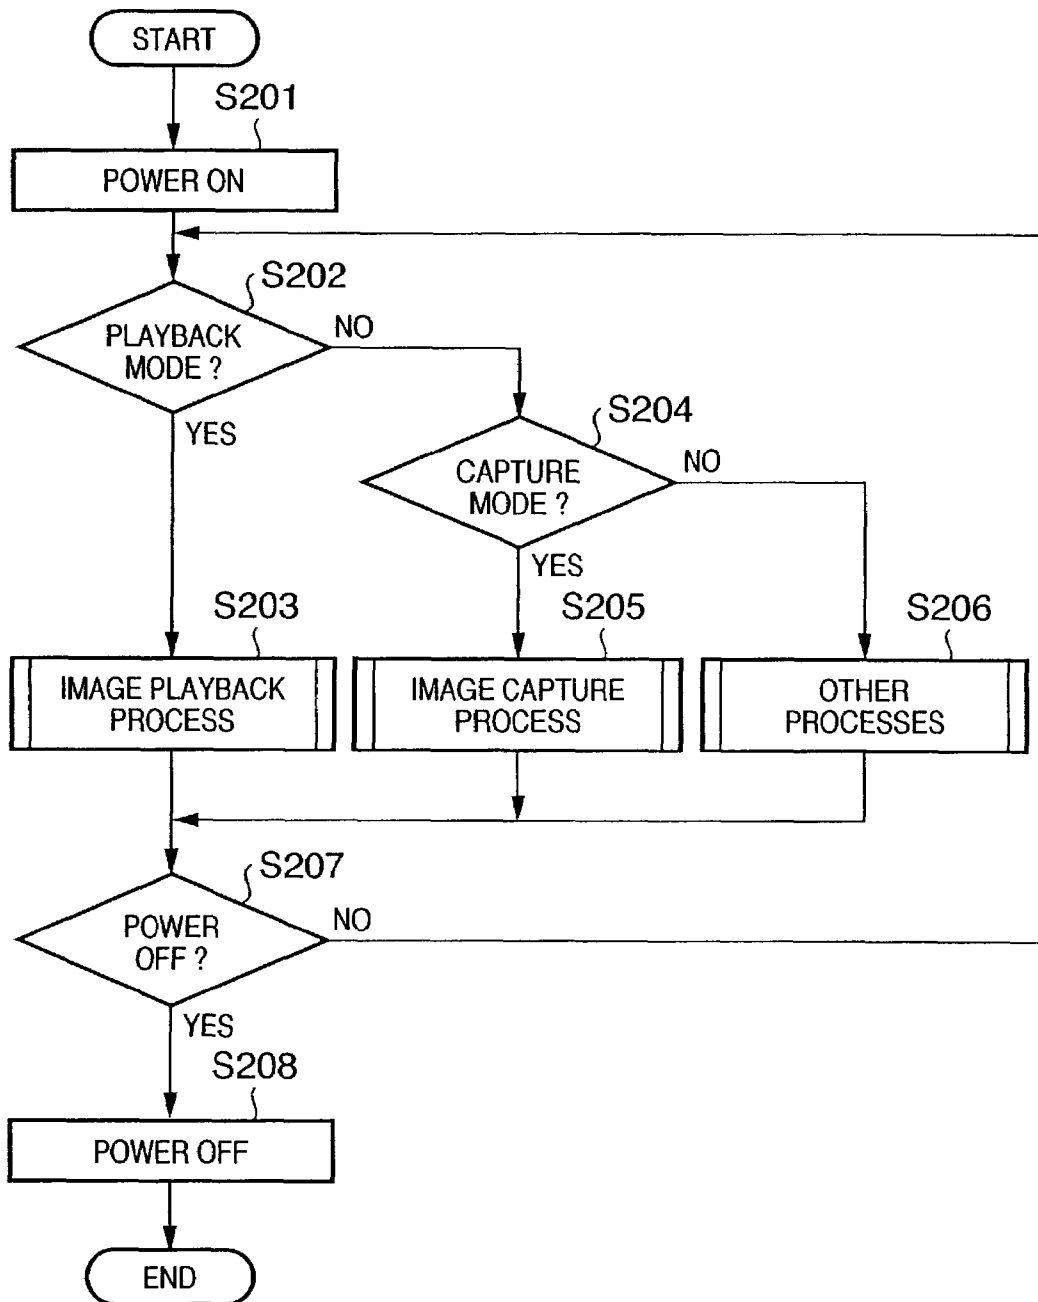 START
S201
POWER ON
S202
PLAYBACK
MODE ?
NO
YES
S204
CAPTURE
MODE ?
NO
YES
S203
IMAGE PLAYBACK
PROCESS
S205
IMAGE CAPTURE
PROCESS
S206
OTHER
PROCESSES
S207
POWER
OFF ?
NO
YES
S208
POWER OFF
END